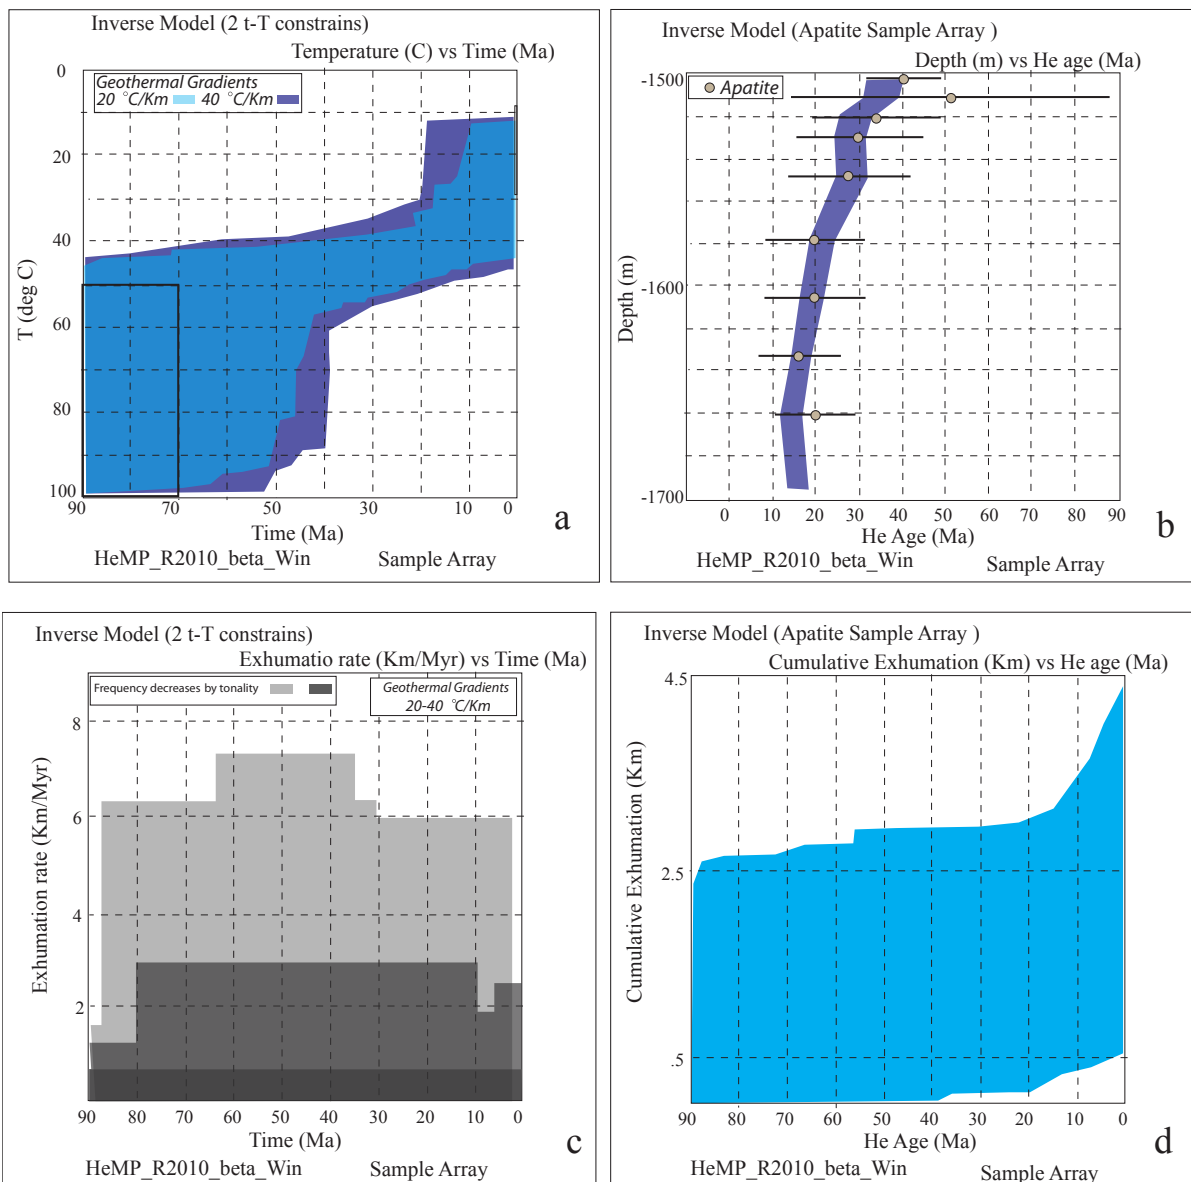 Inverse Model (2 t-T constrains)
Temperature (C) vs Time (Ma)
Geothermal Gradients
20 °C/Km 40 °C/Km
0
20
40
60
80
100
T (deg C)
90 70 50 30 10 0
Time (Ma)
a
HeMP_R2010_beta_Win Sample Array
Inverse Model (Apatite Sample Array )
Depth (m) vs He age (Ma)
Apatite
-1500
-1600
-1700
Depth (m)
0 10 20 30 40 50 60 70 80 90
He Age (Ma)
b
HeMP_R2010_beta_Win Sample Array
Inverse Model (2 t-T constrains)
Exhumatio rate (Km/Myr) vs Time (Ma)
Frequency decreases by tonality
Geothermal Gradients
20-40 °C/Km
8
6
4
2
Exhumation rate (Km/Myr)
90 80 70 60 50 40 30 20 10 0
Time (Ma)
c
HeMP_R2010_beta_Win Sample Array
Inverse Model (Apatite Sample Array )
Cumulative Exhumation (Km) vs He age (Ma)
4.5
2.5
.5
Cumulative Exhumation (Km)
90 80 70 60 50 40 30 20 10 0
He Age (Ma)
d
HeMP_R2010_beta_Win Sample Array